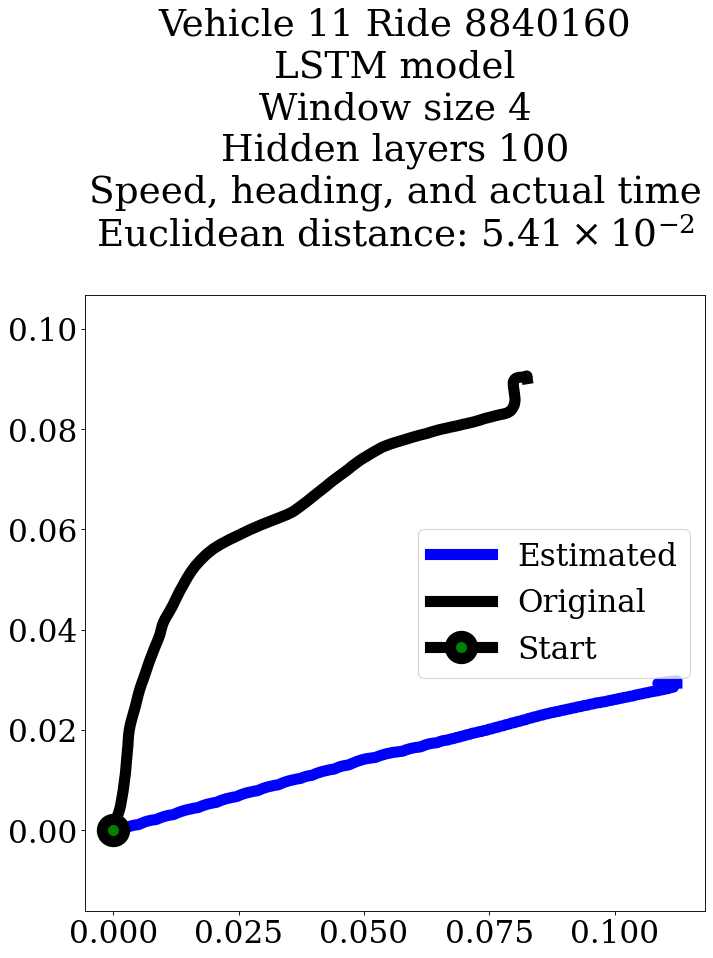 Vehicle 11 Ride 8840160
LSTM model
Window size 4
Hidden layers 100
Speed, heading, and actual time
Euclidean distance: 5.41 × 10⁻²
0.10
0.08
0.06
0.04
0.02
0.00
Estimated
Original
Start
0.000 0.025 0.050 0.075 0.100